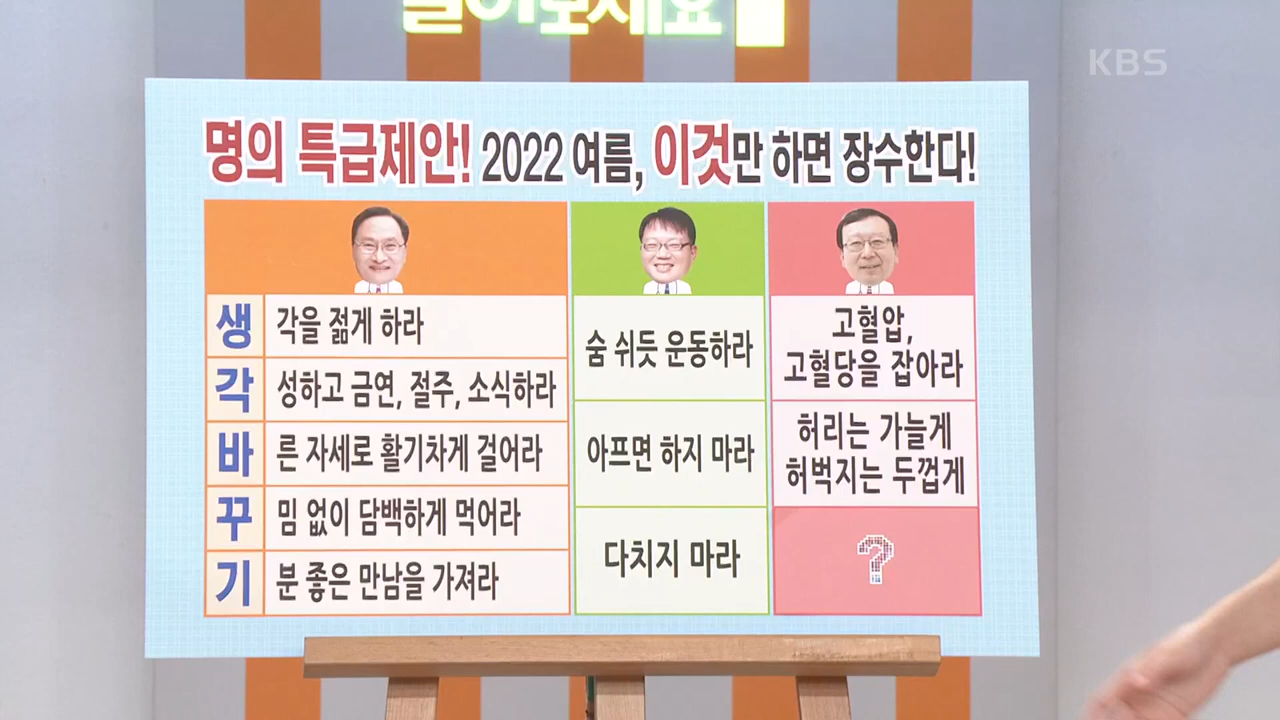 물어보세요
KBS
명의 특급제안! 2022 여름, 이것만 하면 장수한다!
생 각을 젊게 하라
각 성하고 금연, 절주, 소식하라
바 른 자세로 활기차게 걸어라
꾸 밈 없이 담백하게 먹어라
기 분 좋은 만남을 가져라
숨 쉬듯 운동하라
아프면 하지 마라
다치지 마라
고혈압,
고혈당을 잡아라
허리는 가늘게
허벅지는 두껍게
?